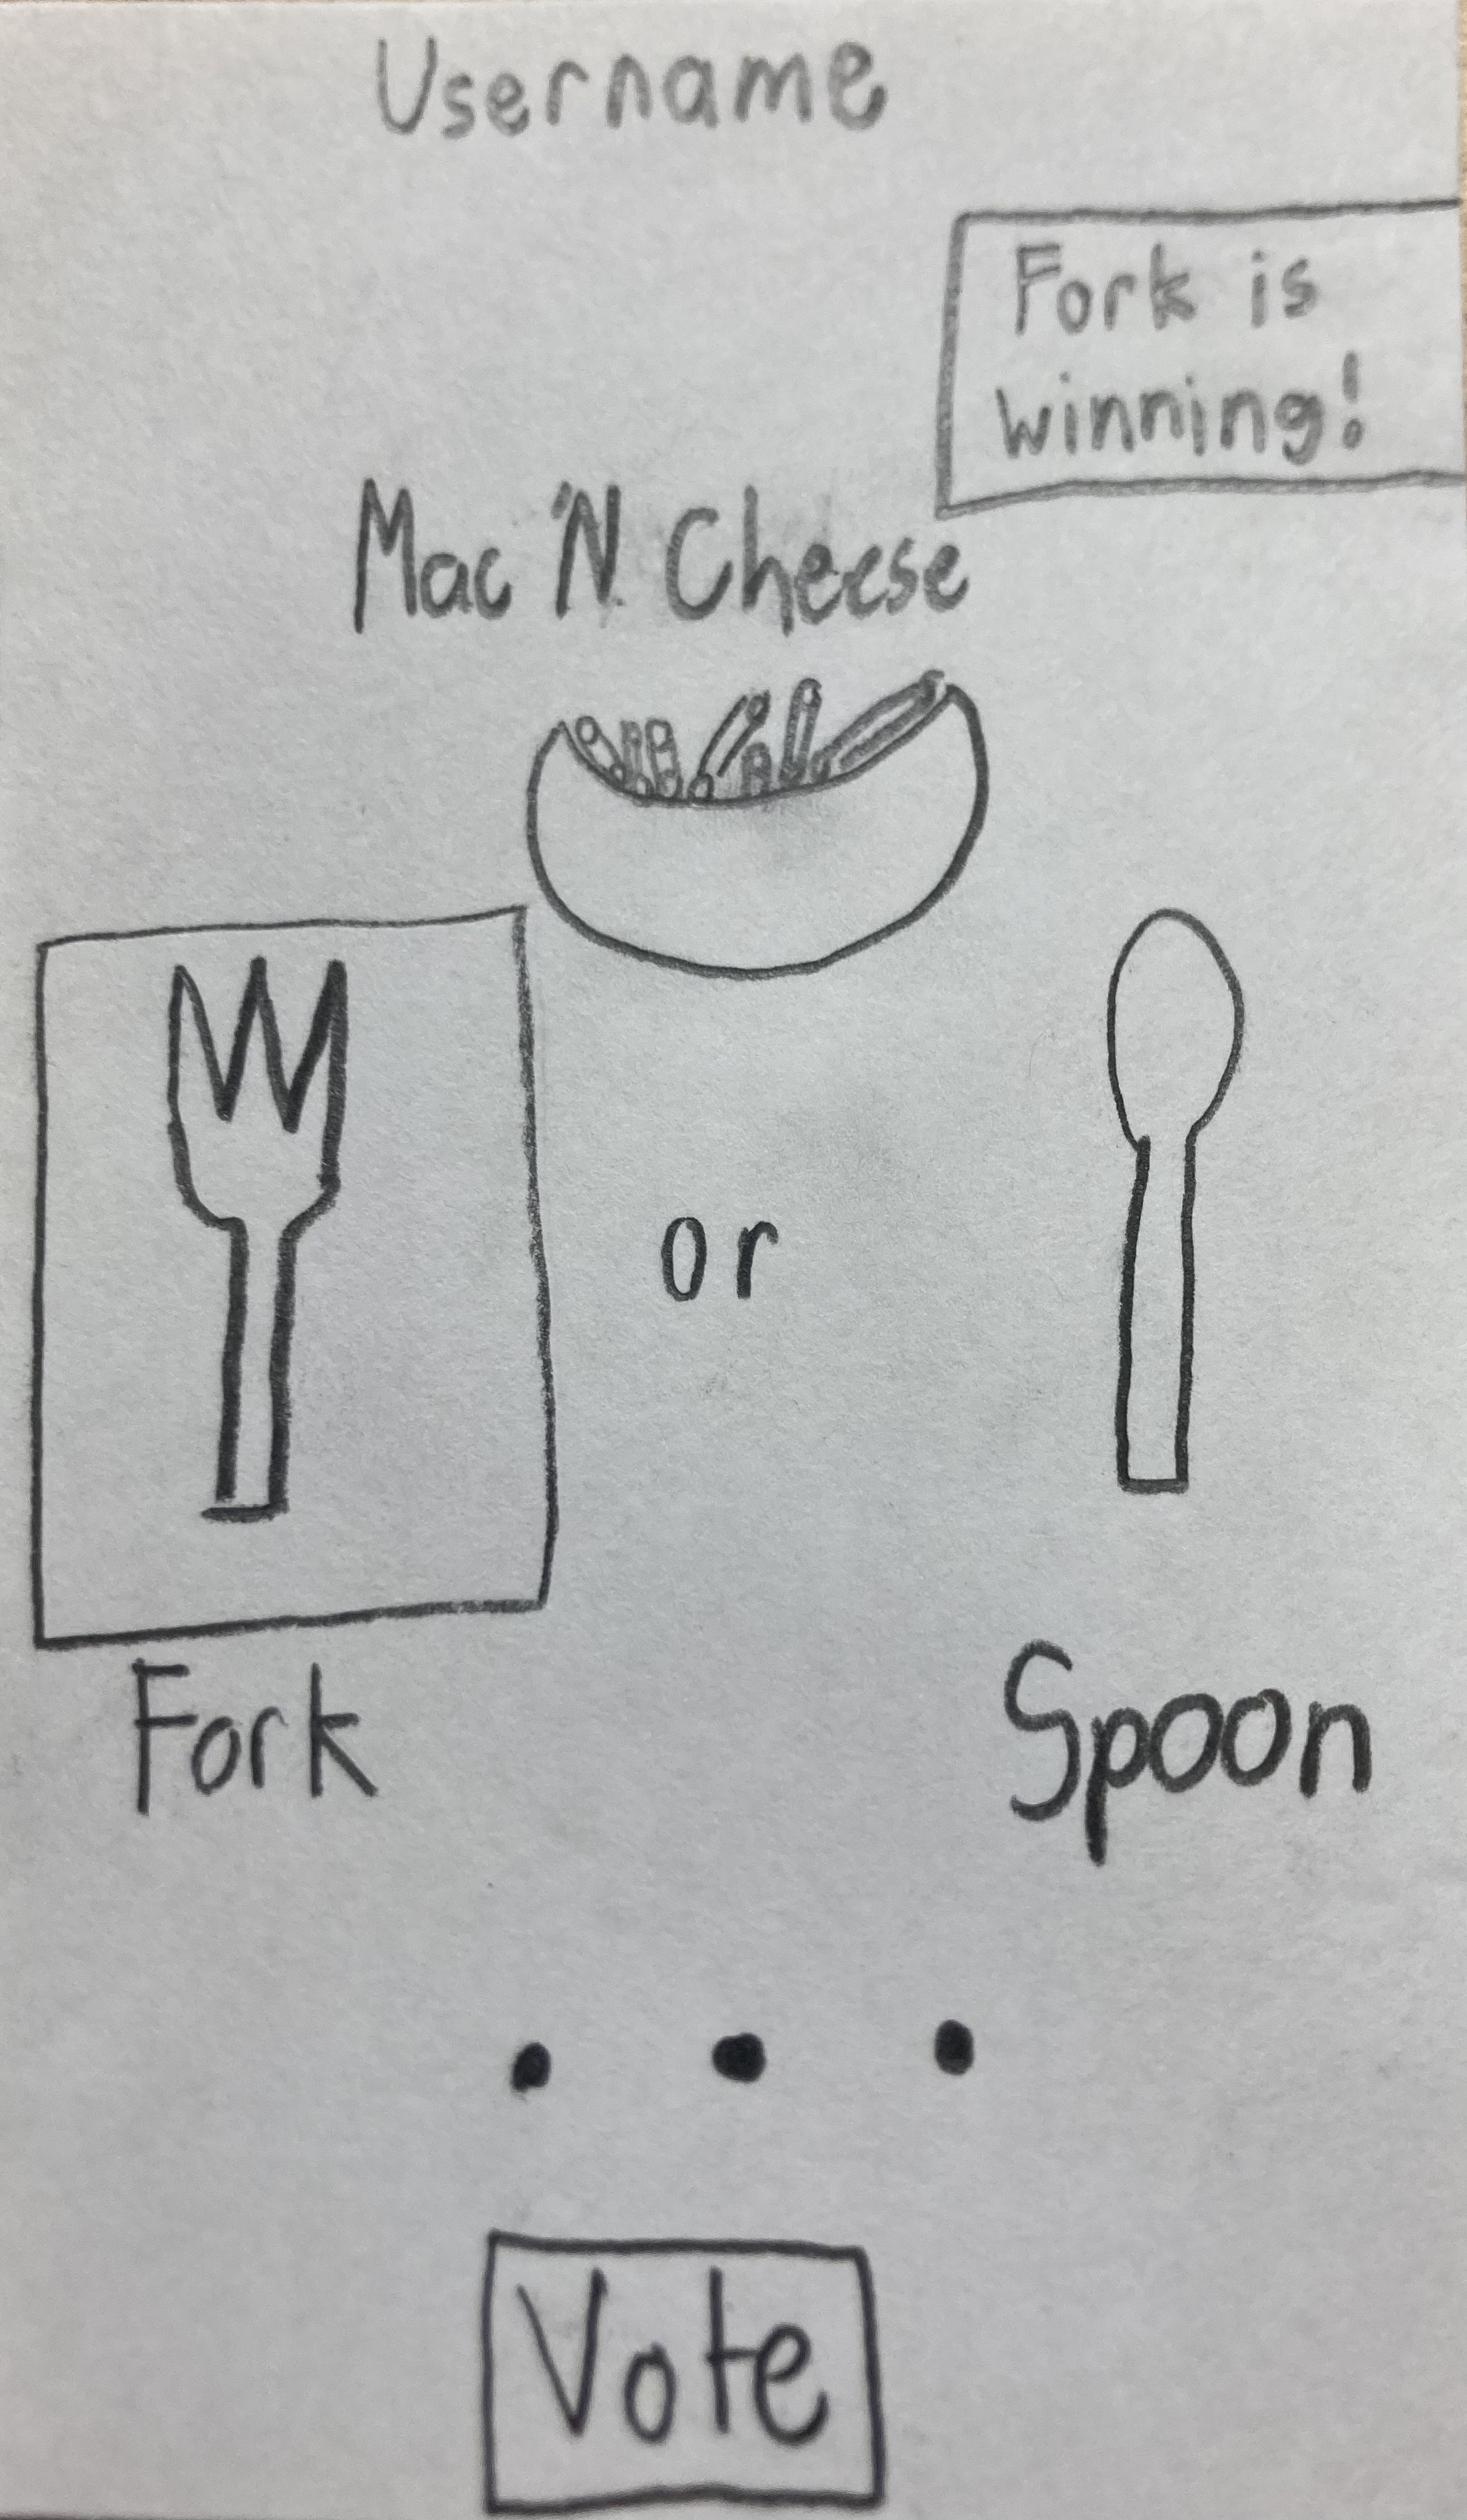 Username
Fork is
winning!
Mac 'N Cheese
or
Fork
Spoon
Vote